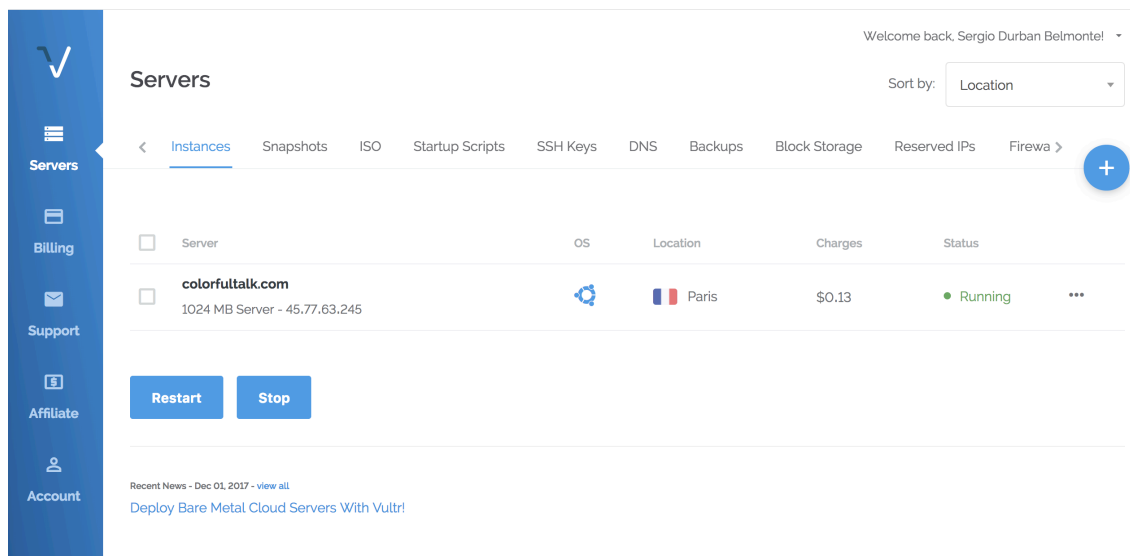 Welcome back, Sergio Durban Belmonte!
Servers
Sort by: Location
Instances Snapshots ISO Startup Scripts SSH Keys DNS Backups Block Storage Reserved IPs Firewa
Servers
Billing
Support
Affiliate
Account
Server OS Location Charges Status
colorfultalk.com
1024 MB Server - 45.77.63.245 Paris $0.13 Running
Restart Stop
Recent News - Dec 01, 2017 - view all
Deploy Bare Metal Cloud Servers With Vultr!